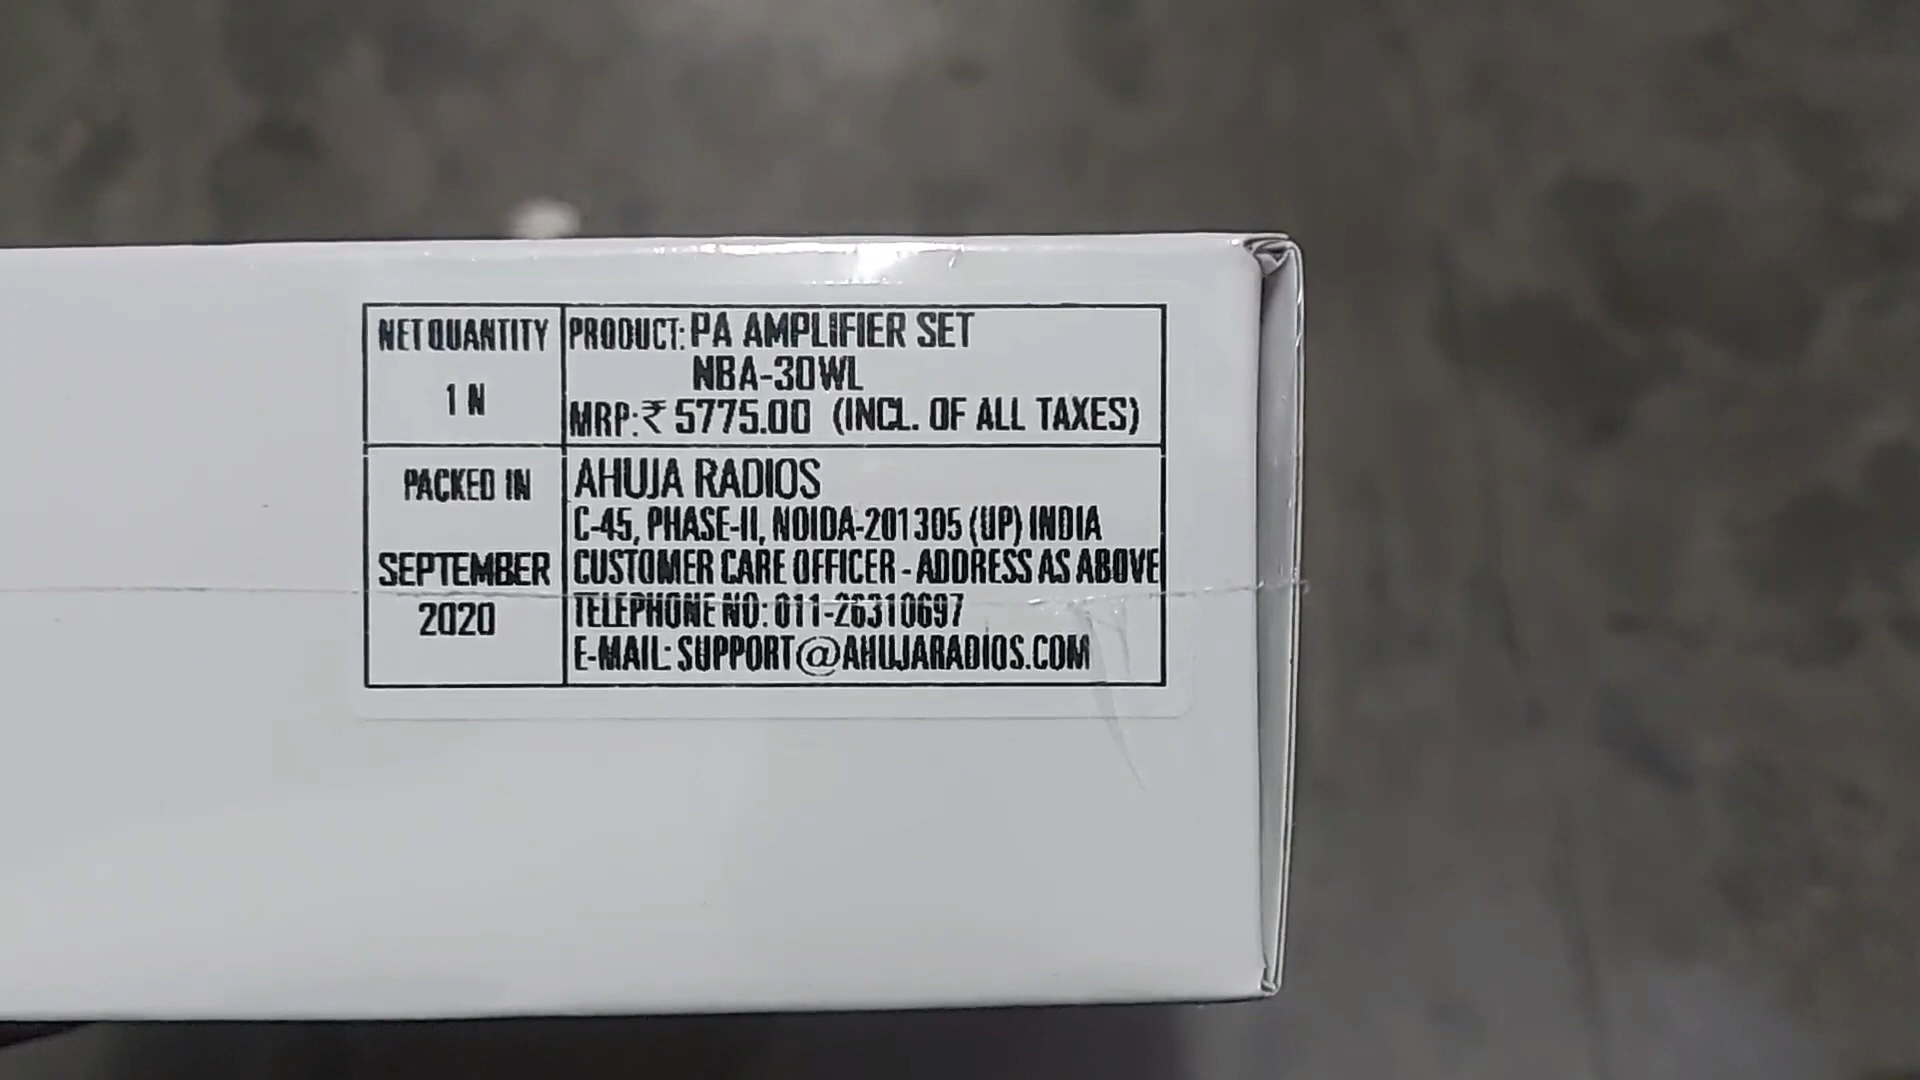 NET QUANTITY
1 N
PRODUCT: PA AMPLIFIER SET
NBA-30WL
MRP: ₹ 5775.00 (INCL. OF ALL TAXES)
PACKED IN
SEPTEMBER
2020
AHUJA RADIOS
C-45, PHASE-II, NOIDA-201305 (UP) INDIA
CUSTOMER CARE OFFICER - ADDRESS AS ABOVE
TELEPHONE NO: 011-26310697
E-MAIL: SUPPORT@AHUJARADIOS.COM